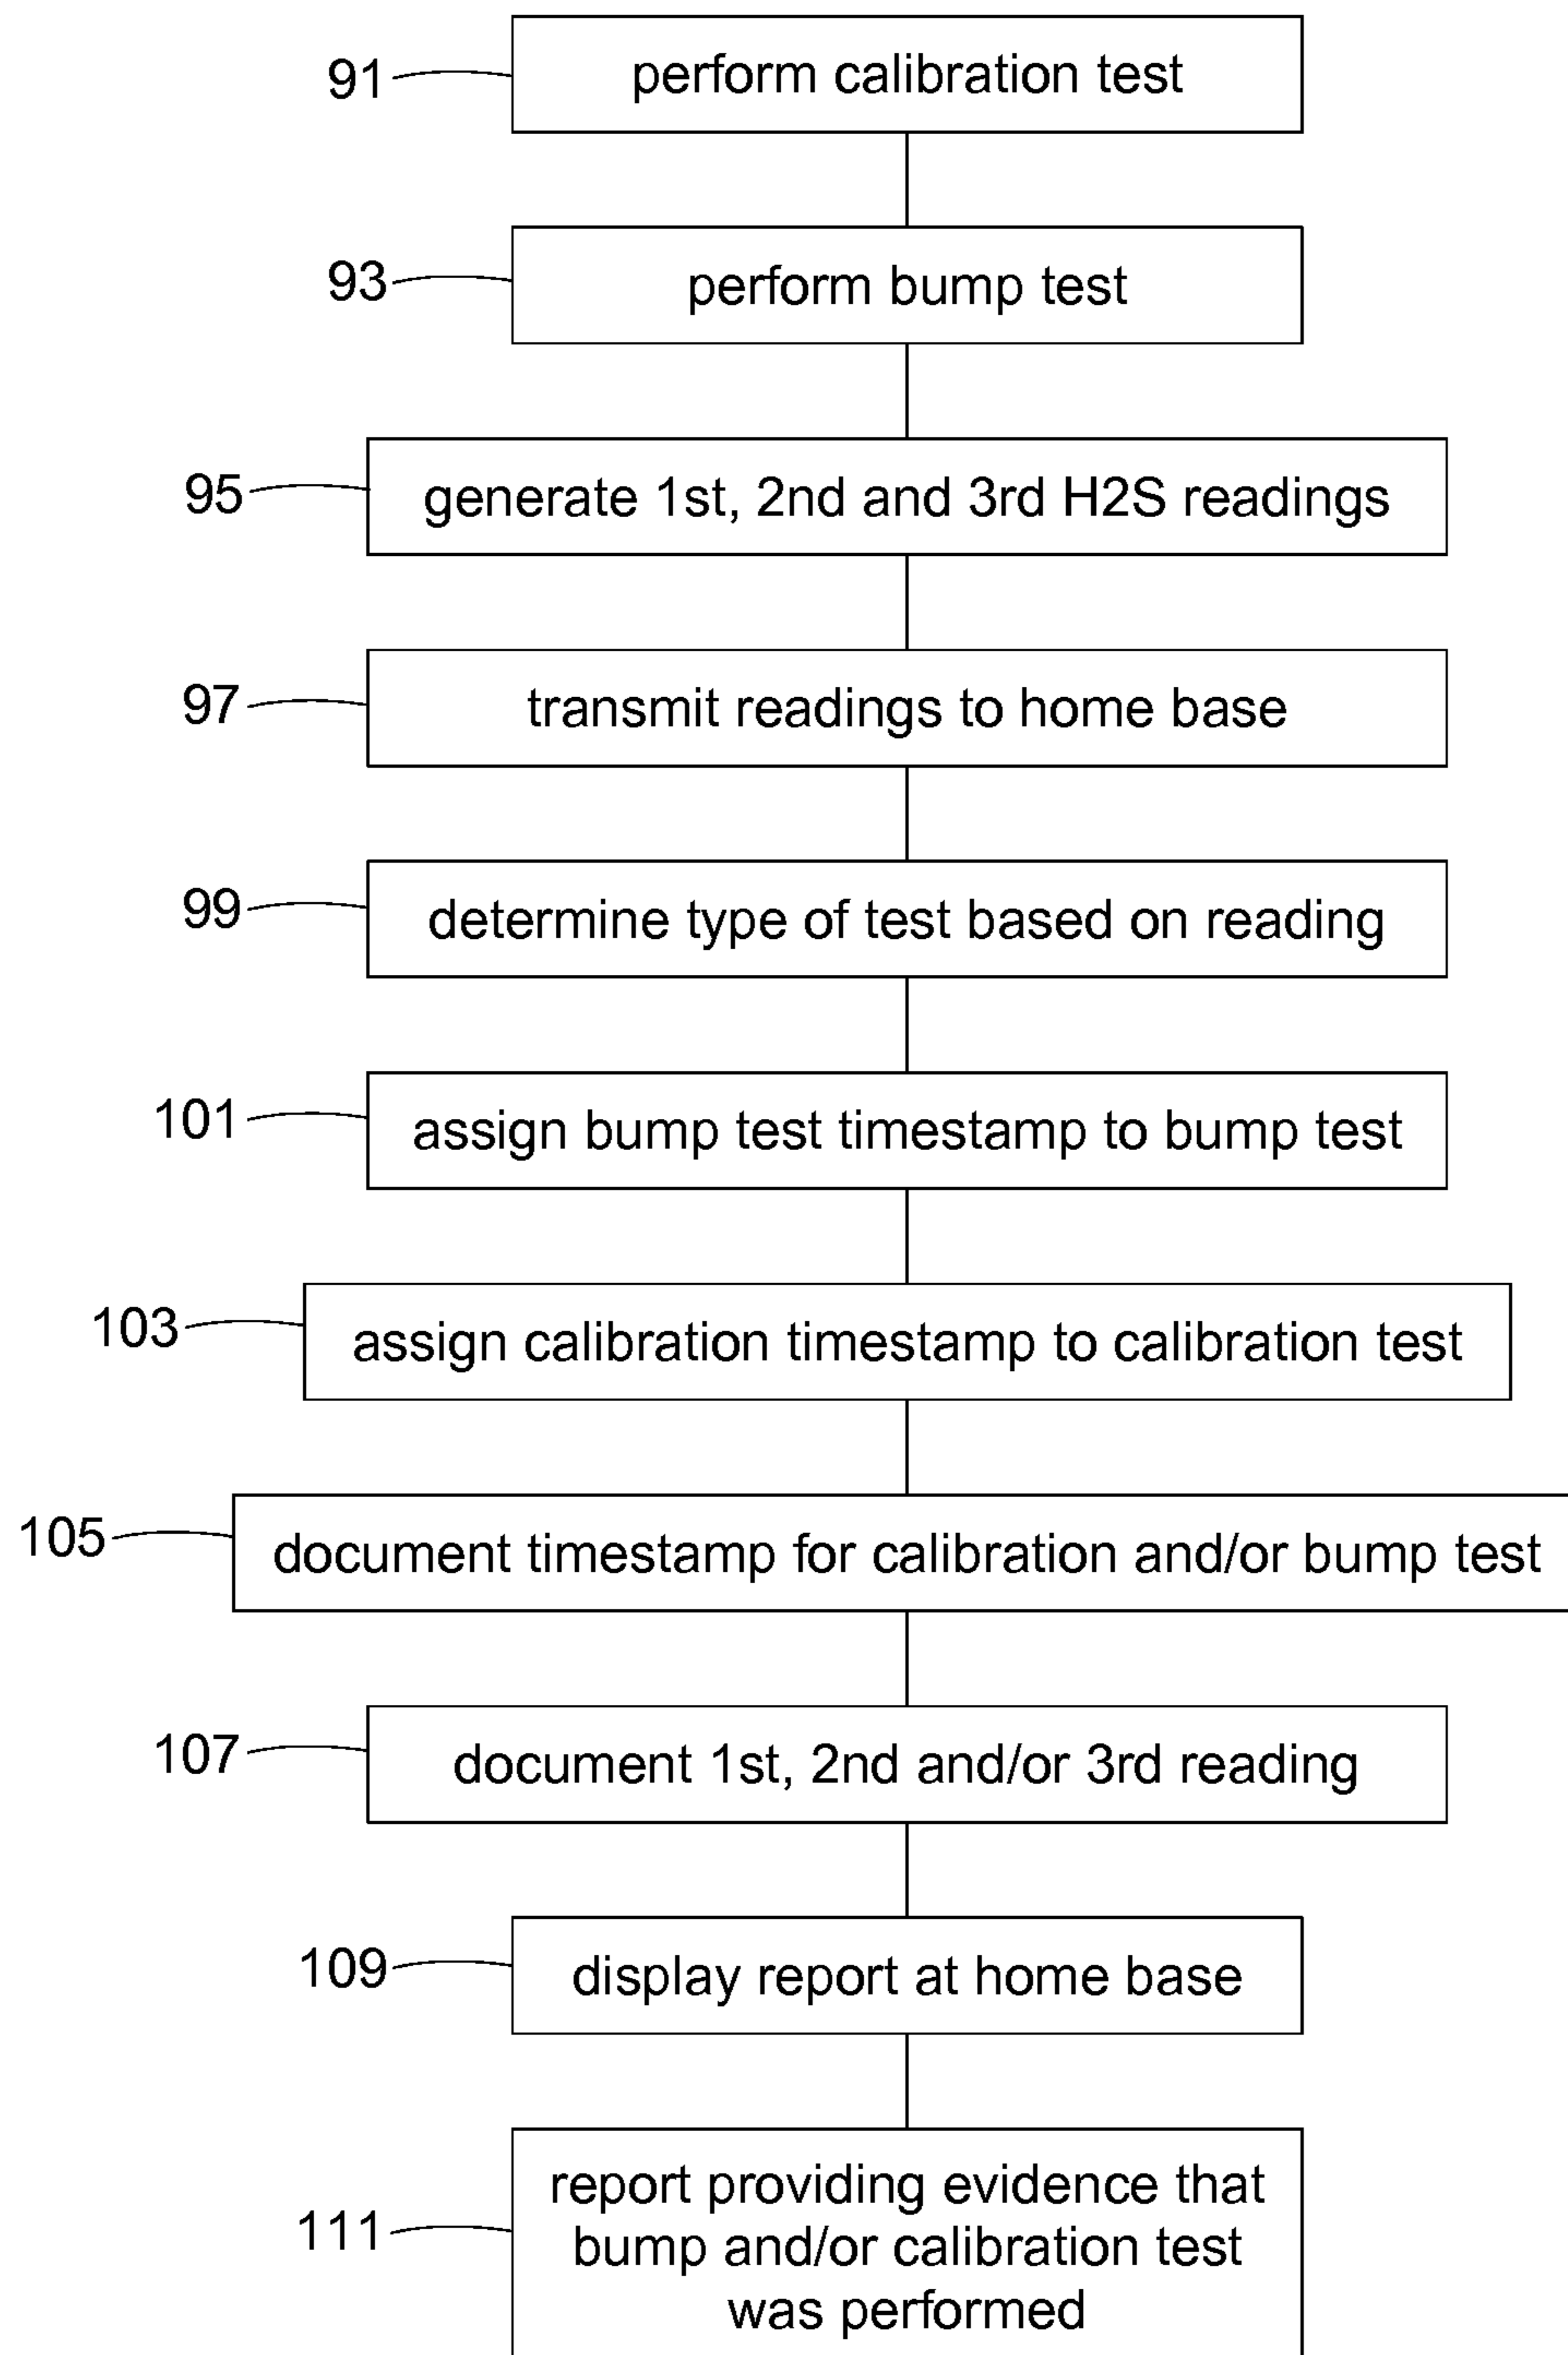 91 perform calibration test
93 perform bump test
95 generate 1st, 2nd and 3rd H2S readings
97 transmit readings to home base
99 determine type of test based on reading
101 assign bump test timestamp to bump test
103 assign calibration timestamp to calibration test
105 document timestamp for calibration and/or bump test
107 document 1st, 2nd and/or 3rd reading
109 display report at home base
111 report providing evidence that
bump and/or calibration test
was performed